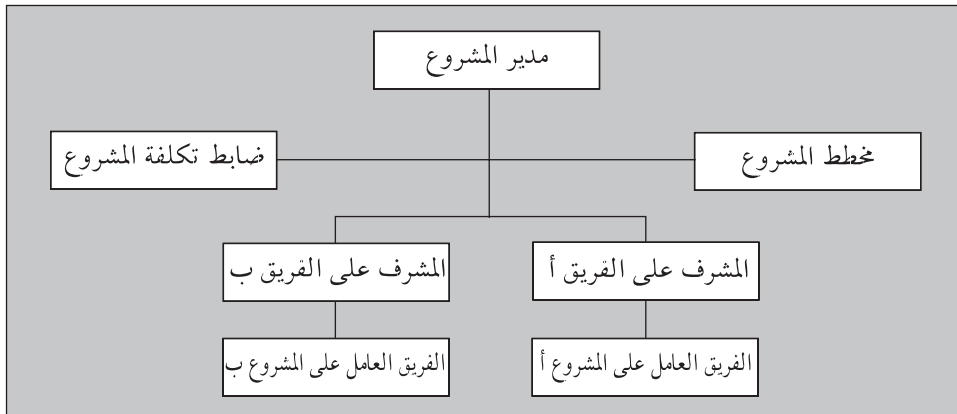 مدير المشروع
مخطط المشروع
ضابط تكلفة المشروع
المشرف على الفريق أ
المشرف على الفريق ب
الفريق العامل على المشروع أ
الفريق العامل على المشروع ب